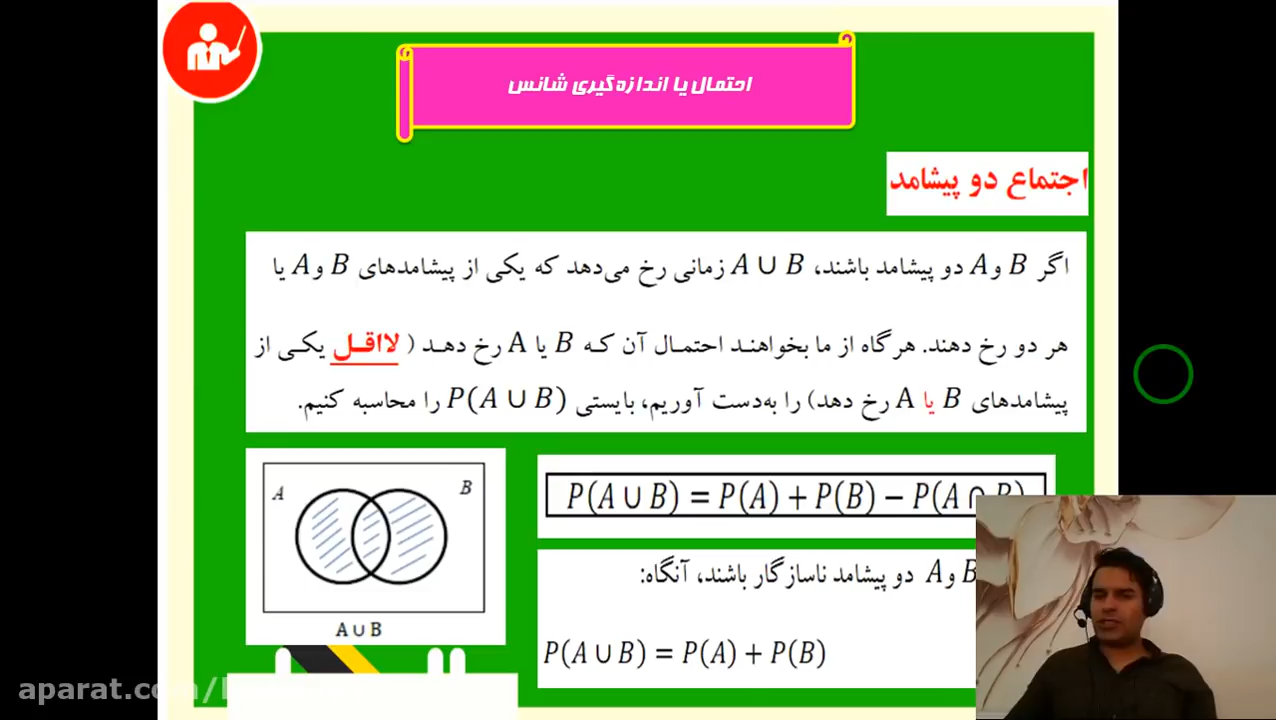 احتمال یا اندازه‌گیری شانس
اجتماع دو پیشامد
اگر B و A دو پیشامد باشند، A ∪ B زمانی رخ می‌دهد که یکی از پیشامدهای B و A یا
هر دو رخ دهند. هرگاه از ما بخواهند احتمال آن که B یا A رخ دهد ( لااقل یکی از
پیشامدهای B یا A رخ دهد) را به‌دست آوریم، بایستی P(A ∪ B) را محاسبه کنیم.
P(A ∪ B) = P(A) + P(B) − P(A ∩ B)
A
B
A∪B
B و A دو پیشامد ناسازگار باشند، آنگاه:
P(A ∪ B) = P(A) + P(B)
aparat.com/